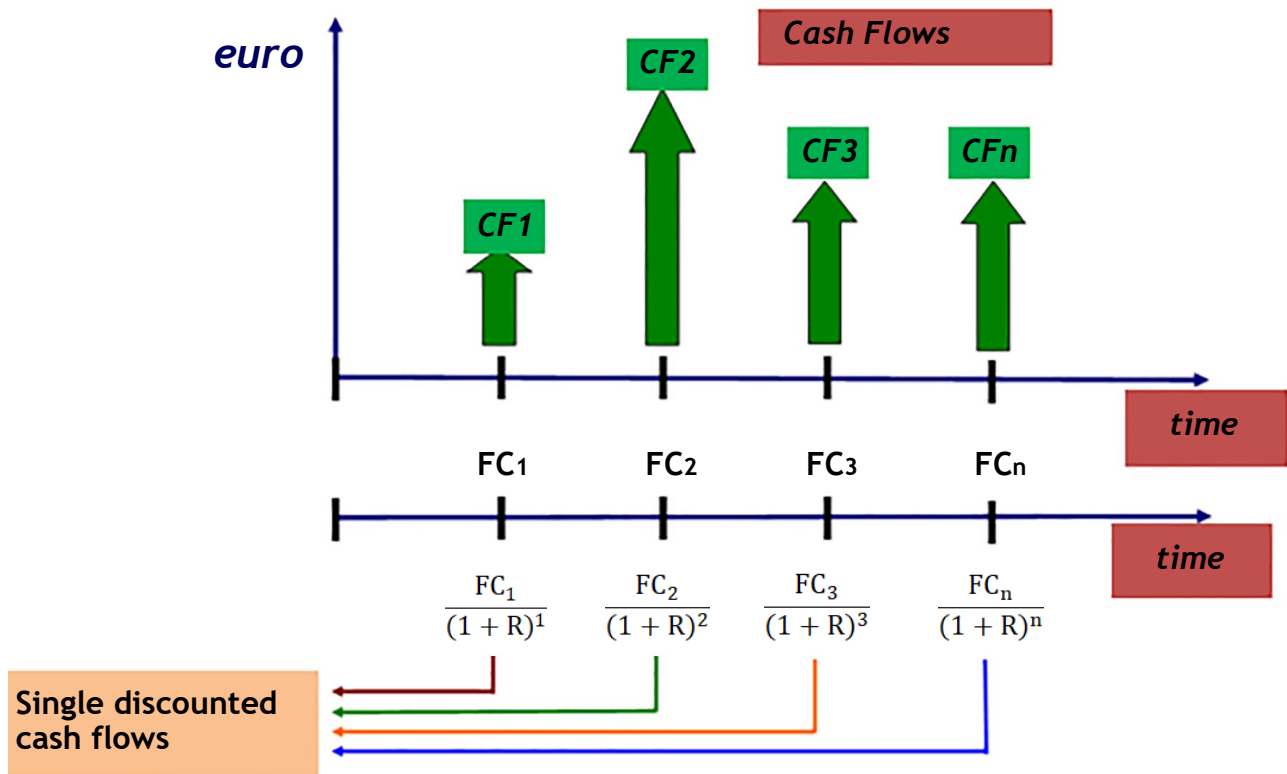 Cash Flows
euro
CF2
CF3
CFn
CF1
time
FC₁ FC₂ FC₃ FCn
time
FC₁/(1 + R)¹ FC₂/(1 + R)² FC₃/(1 + R)³ FCₙ/(1 + R)ⁿ
Single discounted
cash flows